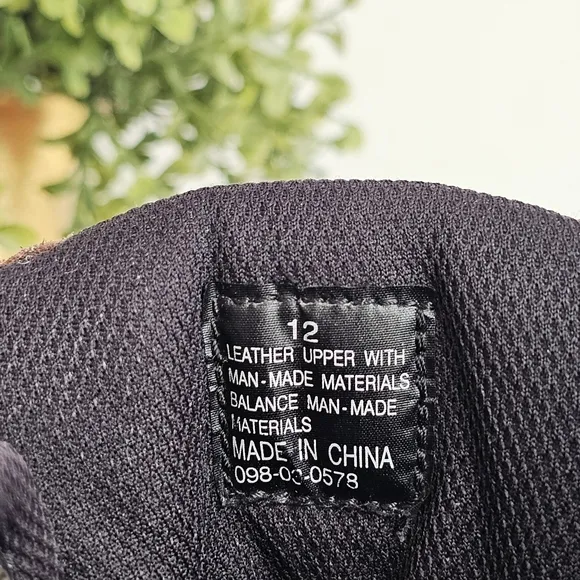 12
LEATHER UPPER WITH
MAN-MADE MATERIALS
BALANCE MAN-MADE
MATERIALS
MADE IN CHINA